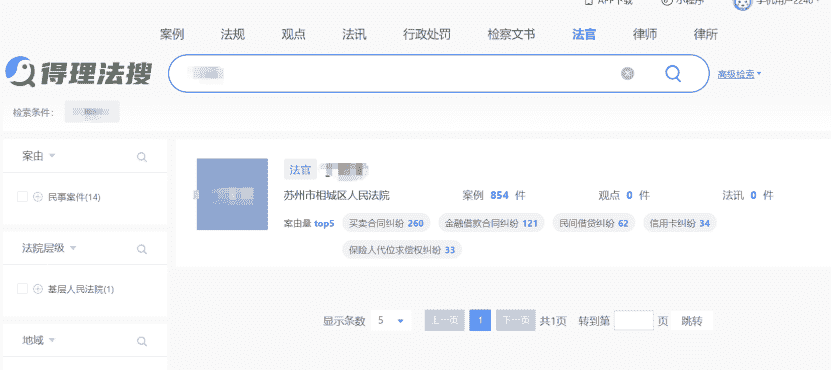 APP下载 小程序 手机用户2240
案例 法规 观点 法讯 行政处罚 检察文书 法官 律师 律所
得理法搜
高级检索
检索条件:
案由
民事案件(14)
法院层级
基层人民法院(1)
地域
法官
苏州市相城区人民法院 案例 854 件 观点 0 件 法讯 0 件
案由量 top5 买卖合同纠纷 260 金融借款合同纠纷 121 民间借贷纠纷 62 信用卡纠纷 34
保险人代位求偿权纠纷 33
显示条数 5 上一页 1 下一页 共1页 转到第 页 跳转